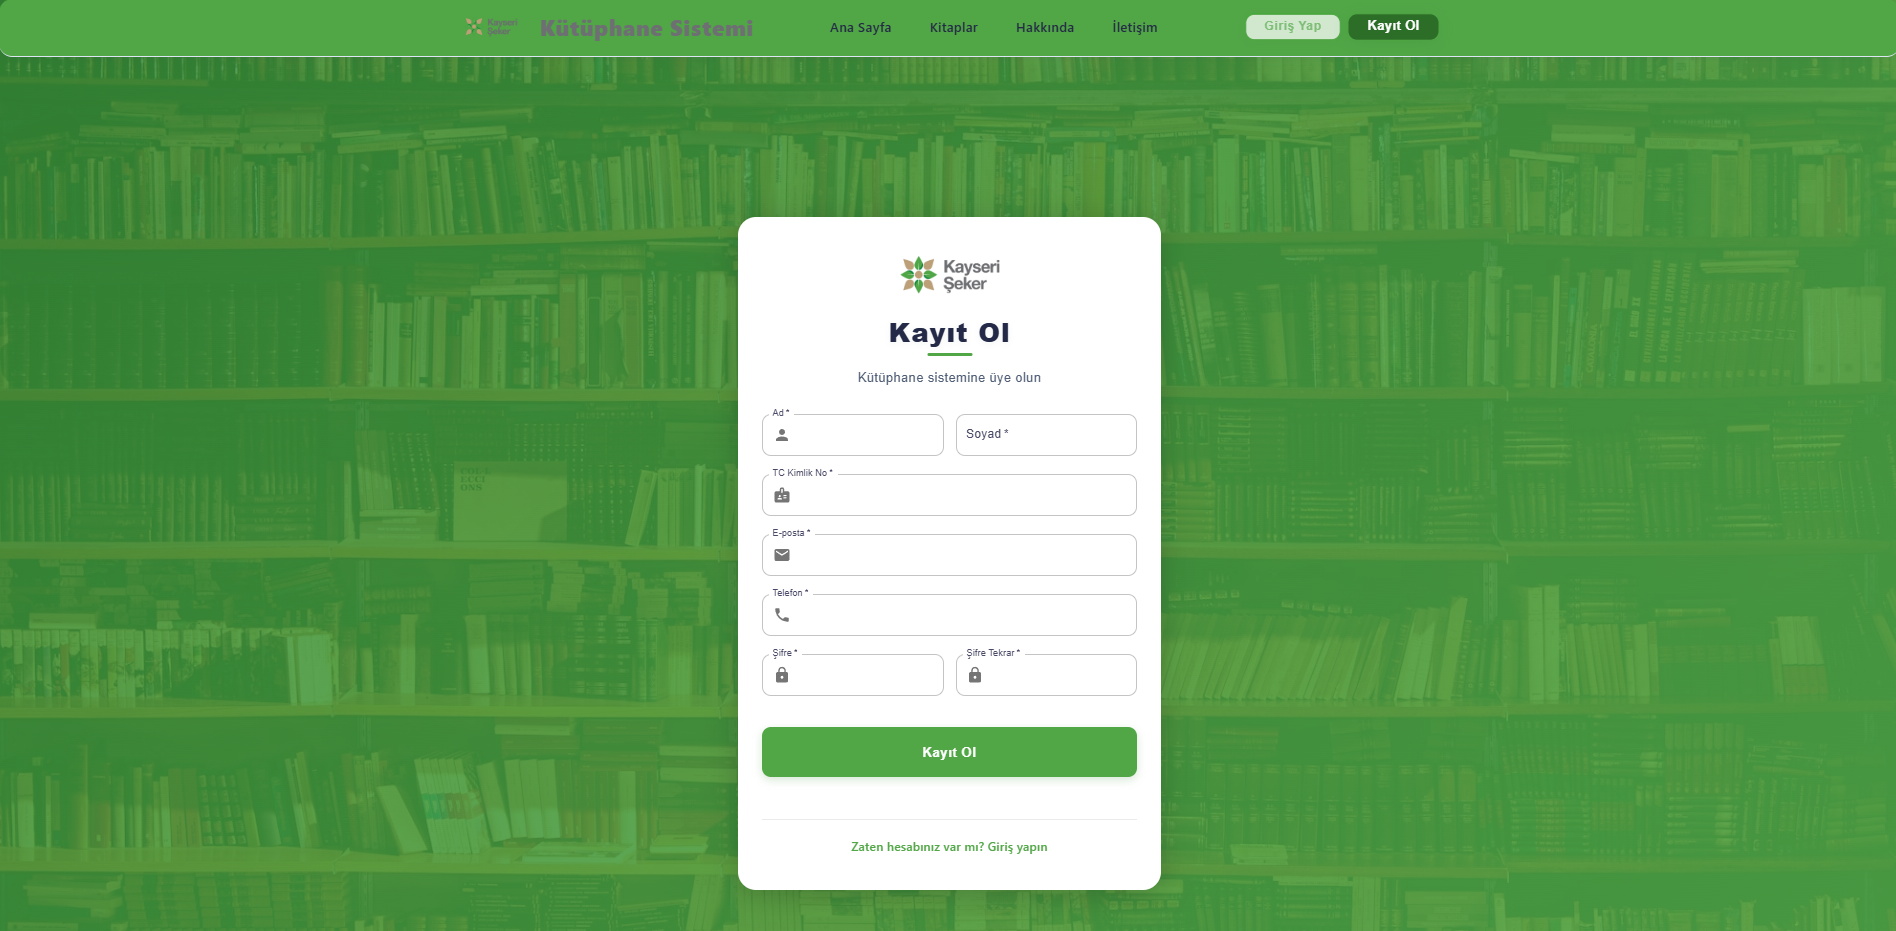 Kayseri
Şeker
Kütüphane Sistemi
Ana Sayfa
Kitaplar
Hakkında
İletişim
Giriş Yap
Kayıt Ol
Kayseri
Şeker
Kayıt Ol
Kütüphane sistemine üye olun
Ad *
Soyad *
TC Kimlik No *
E-posta *
Telefon *
Şifre *
Şifre Tekrar *
Kayıt Ol
Zaten hesabınız var mı? Giriş yapın